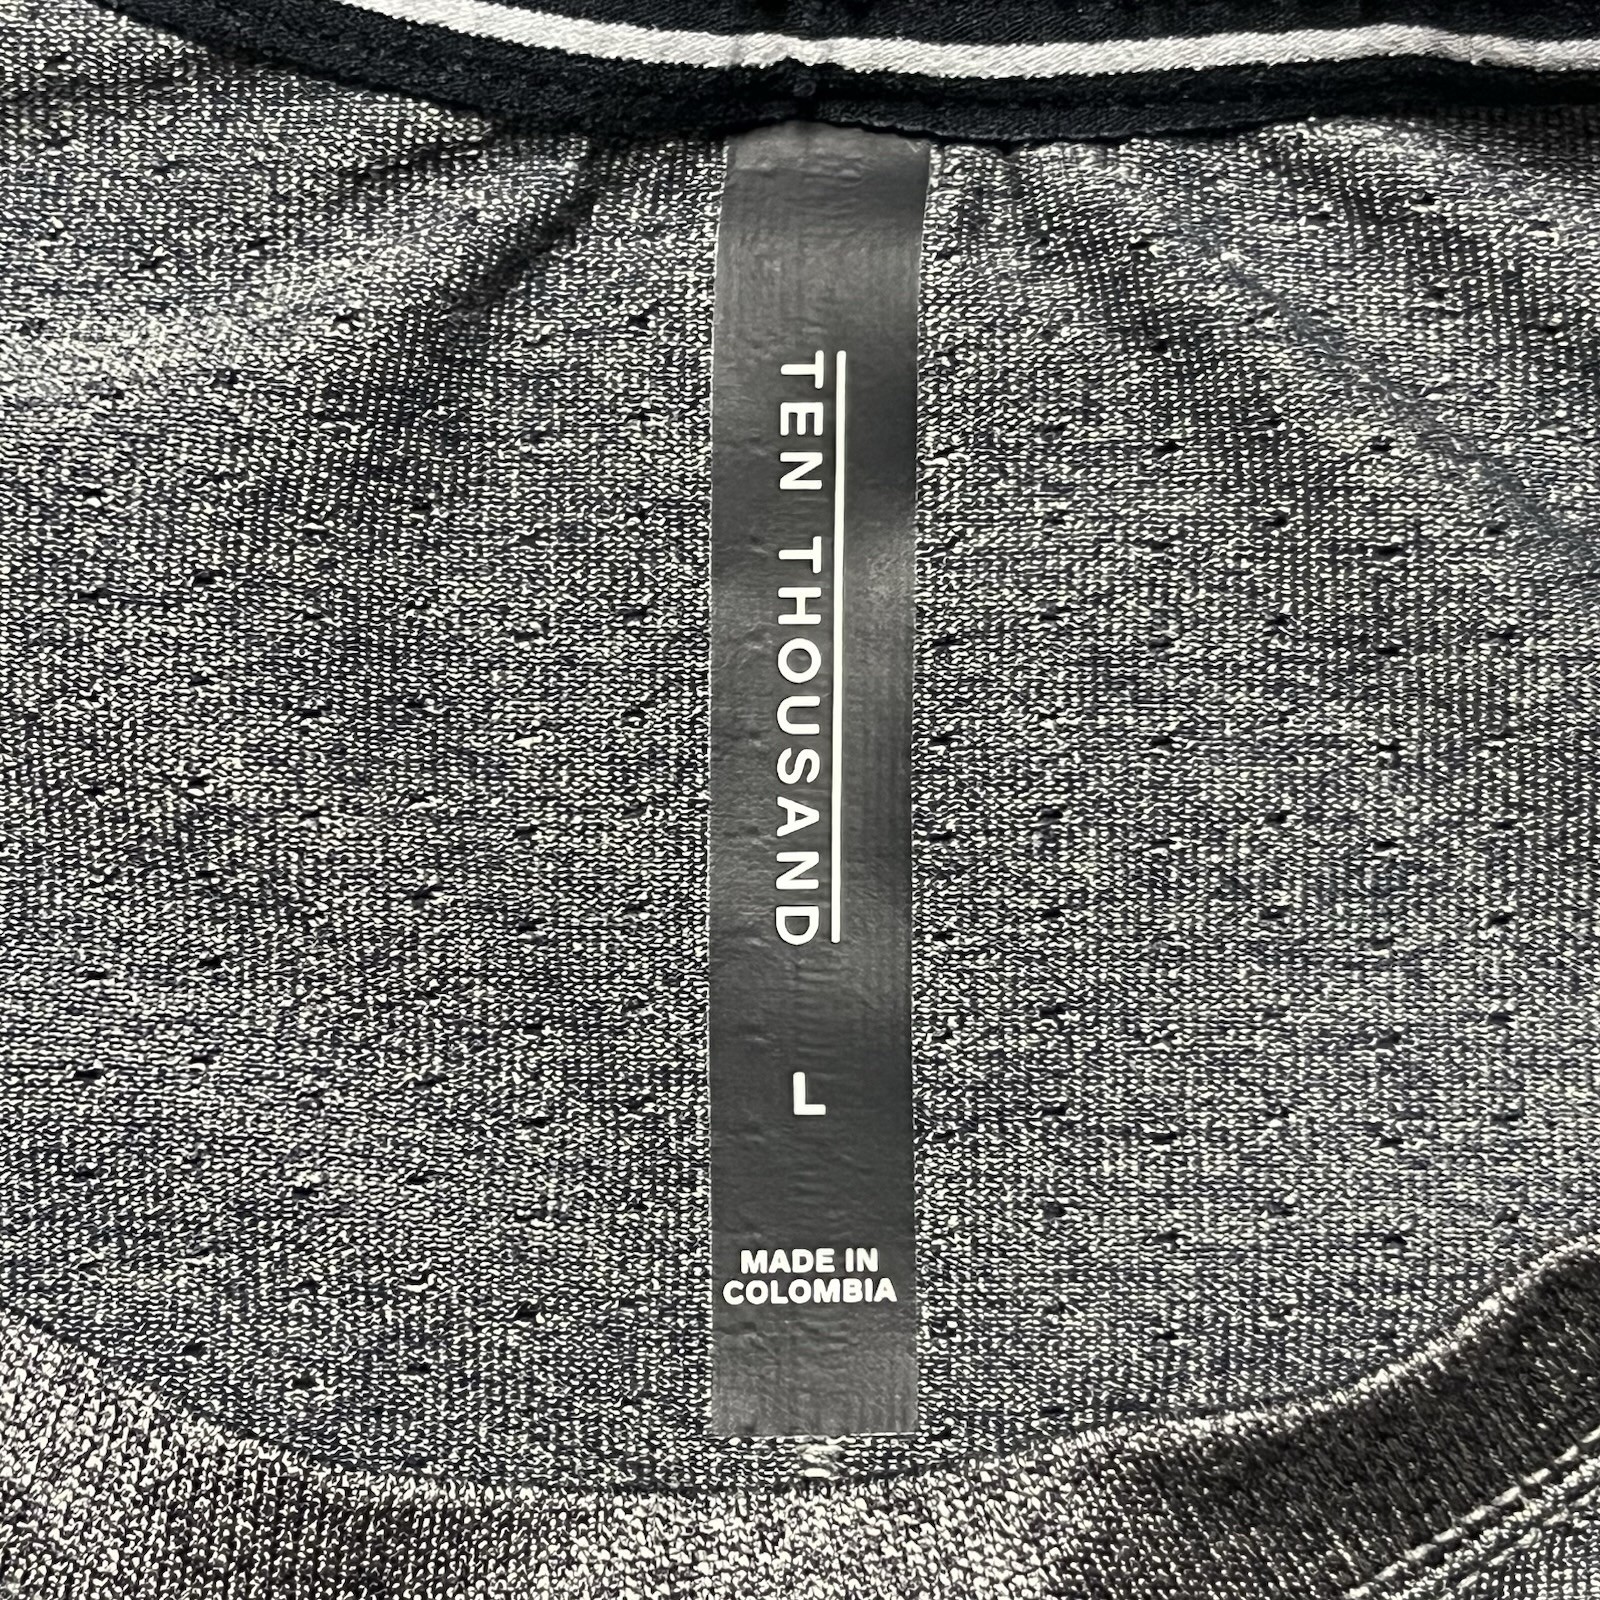 TEN THOUSAND
L
MADE IN
COLOMBIA